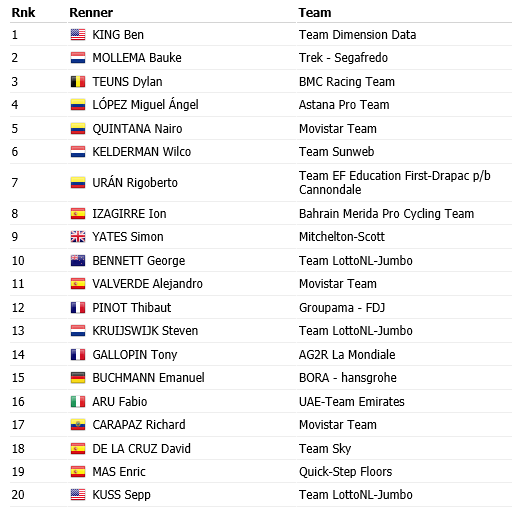 Rnk Renner Team
1 KING Ben Team Dimension Data
2 MOLLEMA Bauke Trek - Segafredo
3 TEUNS Dylan BMC Racing Team
4 LÓPEZ Miguel Ángel Astana Pro Team
5 QUINTANA Nairo Movistar Team
6 KELDERMAN Wilco Team Sunweb
7 URÁN Rigoberto Team EF Education First-Drapac p/b
Cannondale
8 IZAGIRRE Ion Bahrain Merida Pro Cycling Team
9 YATES Simon Mitchelton-Scott
10 BENNETT George Team LottoNL-Jumbo
11 VALVERDE Alejandro Movistar Team
12 PINOT Thibaut Groupama - FDJ
13 KRUIJSWIJK Steven Team LottoNL-Jumbo
14 GALLOPIN Tony AG2R La Mondiale
15 BUCHMANN Emanuel BORA - hansgrohe
16 ARU Fabio UAE-Team Emirates
17 CARAPAZ Richard Movistar Team
18 DE LA CRUZ David Team Sky
19 MAS Enric Quick-Step Floors
20 KUSS Sepp Team LottoNL-Jumbo